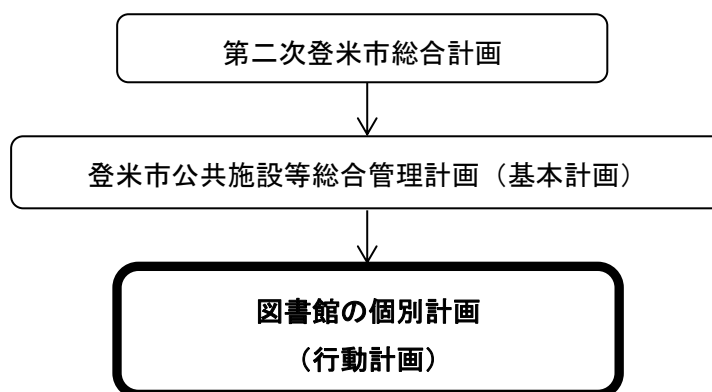 第二次登米市総合計画
登米市公共施設等総合管理計画（基本計画）
図書館の個別計画
（行動計画）